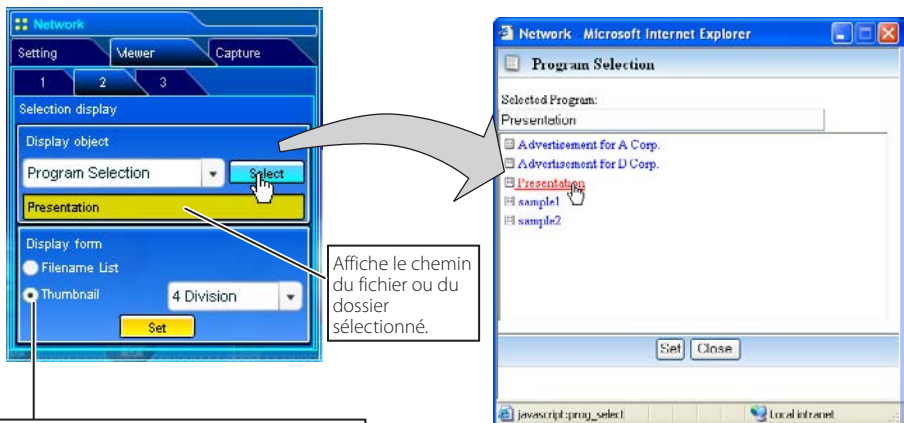 Network
Setting
Viewer
Capture
1
2
3
Selection display
Display object
Program Selection
Select
Presentation
Display form
Filename List
Thumbnail
4 Division
Set
Affiche le chemin
du fichier ou du
dossier
sélectionné.
Network - Microsoft Internet Explorer
Program Selection
Selected Program:
Presentation
Advertisement for A Corp.
Advertisement for D Corp.
Presentation
sample1
sample2
Set
Close
javascript:prog_select
Local intranet